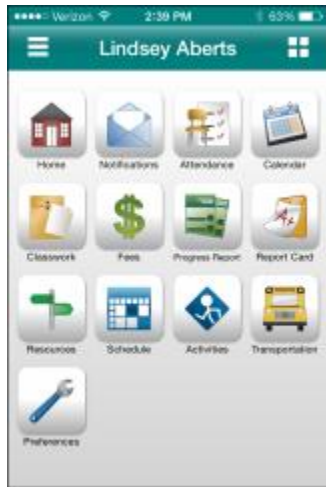 Verizon 2:39 PM 63%
Lindsey Aberts
Home Notifications Attendance Calendar
Classwork Fees Progress Report Report Card
Resources Schedule Activities Transportation
Preferences